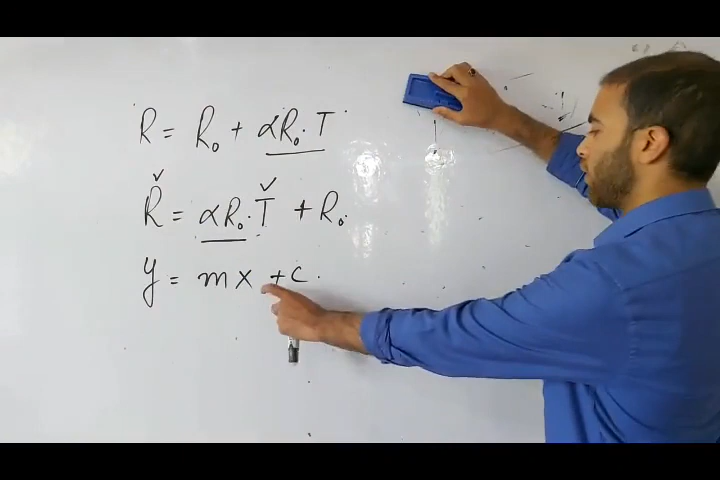 R = R₀ + αR₀. T
R = αR₀. T + R₀
y = mx + c